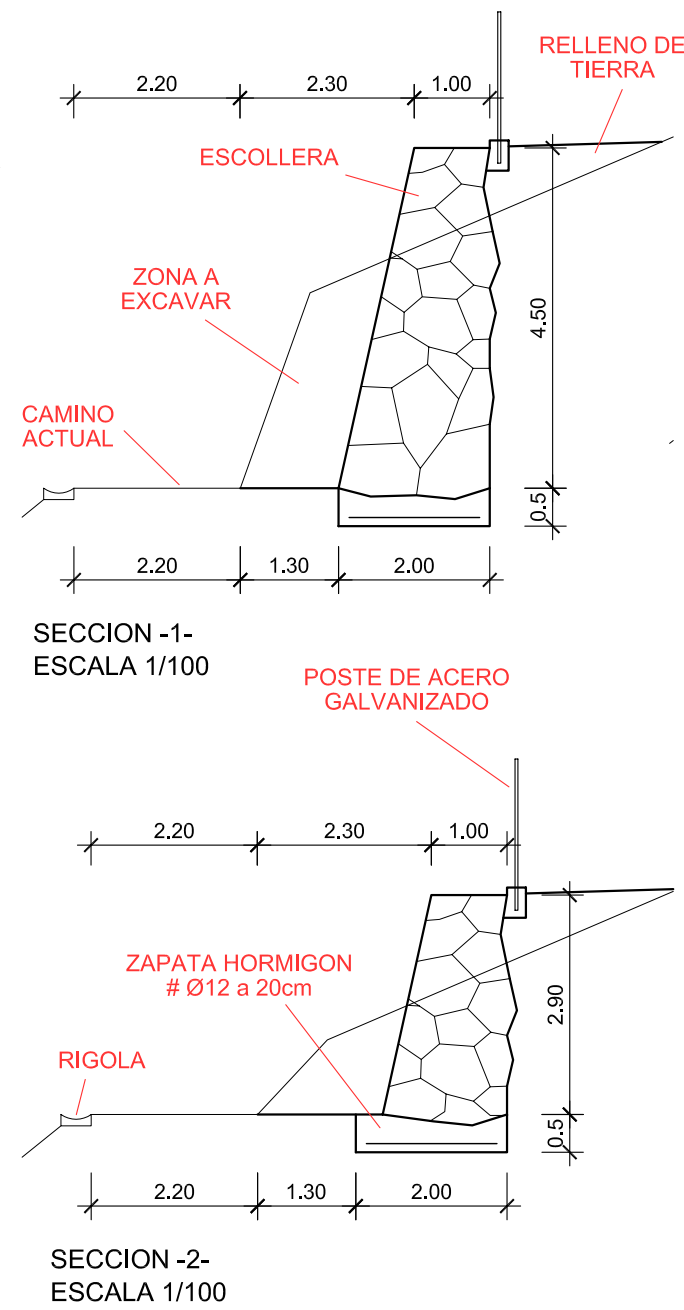 RELLENO DE
TIERRA
2.20
2.30
1.00
ESCOLLERA
ZONA A
EXCAVAR
4.50
CAMINO
ACTUAL
0.5
2.20
1.30
2.00
SECCION -1-
ESCALA 1/100
POSTE DE ACERO
GALVANIZADO
2.20
2.30
1.00
ZAPATA HORMIGON
# Ø12 a 20cm
2.90
RIGOLA
0.5
2.20
1.30
2.00
SECCION -2-
ESCALA 1/100